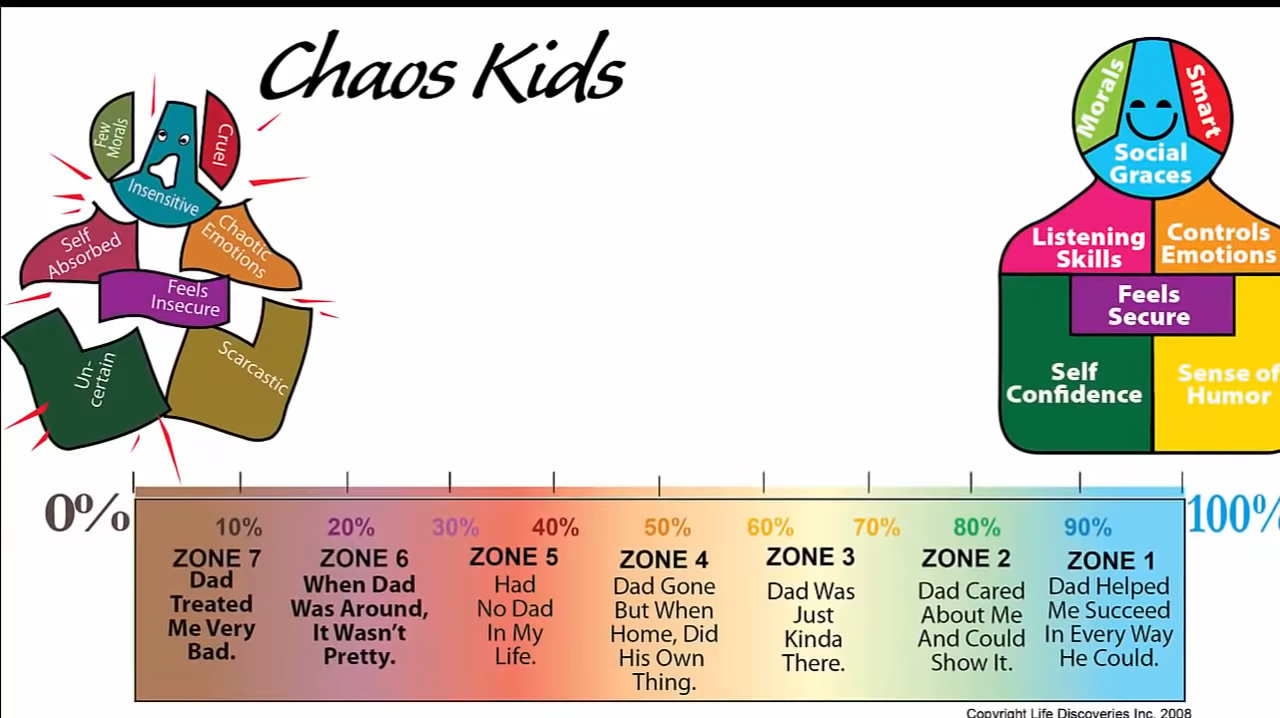 Chaos Kids
Few
Morals
Cruel
Insensitive
Self
Absorbed
Chaotic
Emotions
Feels
Insecure
Un-
certain
Scarcastic
Morals
Smart
Social
Graces
Listening
Skills
Controls
Emotions
Feels
Secure
Self
Confidence
Sense of
Humor
0%
100%
10% 20% 30% 40% 50% 60% 70% 80% 90%
ZONE 7
Dad
Treated
Me Very
Bad.
ZONE 6
When Dad
Was Around,
It Wasn't
Pretty.
ZONE 5
Had
No Dad
In My
Life.
ZONE 4
Dad Gone
But When
Home, Did
His Own
Thing.
ZONE 3
Dad Was
Just
Kinda
There.
ZONE 2
Dad Cared
About Me
And Could
Show It.
ZONE 1
Dad Helped
Me Succeed
In Every Way
He Could.
Copyright Life Discoveries Inc. 2008